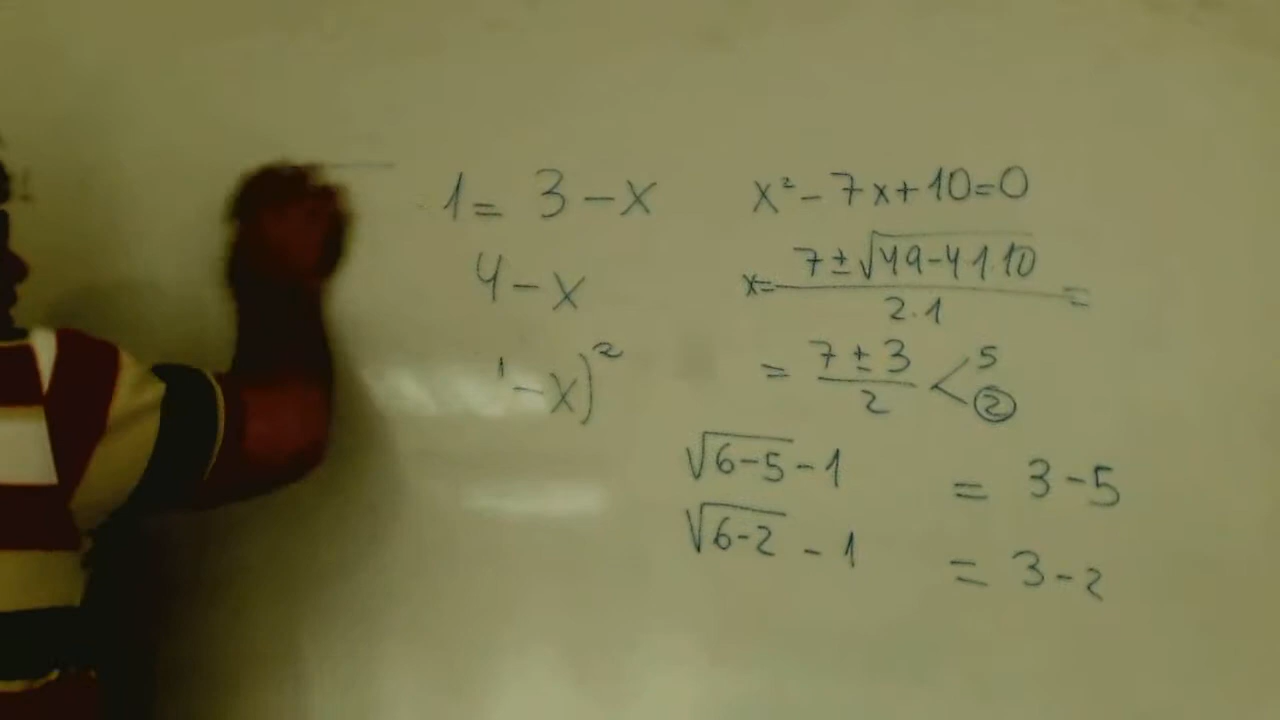 1 = 3 - x
4 - x
- x)²
x² - 7x + 10 = 0
x = 7 ± √49 - 4 1 10 / 2 . 1 =
= 7 ± 3 / 2 < 5 2
√6 - 5 - 1 = 3 - 5
√6 - 2 - 1 = 3 - 2